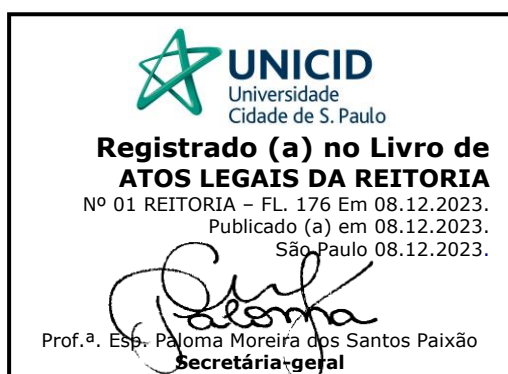 UNICID
Universidade
Cidade de S. Paulo
Registrado (a) no Livro de
ATOS LEGAIS DA REITORIA
Nº 01 REITORIA – FL. 176 Em 08.12.2023.
Publicado (a) em 08.12.2023.
São Paulo 08.12.2023.
Paloma
Prof.ª. Esp. Paloma Moreira dos Santos Paixão
Secretária-geral